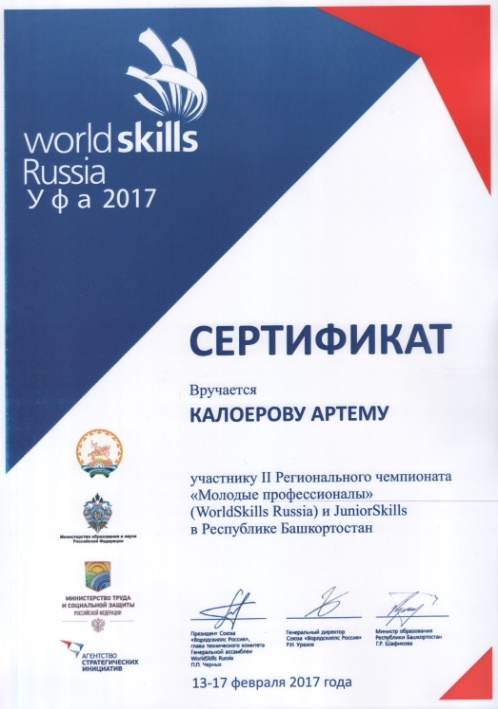 world skills
Russia
Уфа 2017
СЕРТИФИКАТ
Вручается
КАЛОЕРОВУ АРТЕМУ
участнику II Регионального чемпионата
«Молодые профессионалы»
(WorldSkills Russia) и JuniorSkills
в Республике Башкортостан
Министерство образования и науки
Российской Федерации
МИНИСТЕРСТВО ТРУДА
И СОЦИАЛЬНОЙ ЗАЩИТЫ
РОССИЙСКОЙ ФЕДЕРАЦИИ
АГЕНТСТВО
СТРАТЕГИЧЕСКИХ
ИНИЦИАТИВ
Президент Союза
«Ворлдскиллс Россия»,
глава технического комитета
Генеральной ассамблеи
WorldSkills Russia
П.П. Черных
Генеральный директор
Союза «Ворлдскиллс Россия»
Р.Н. Уразов
Министр образования
Республики Башкортостан
Г.Р. Шафикова
13-17 февраля 2017 года